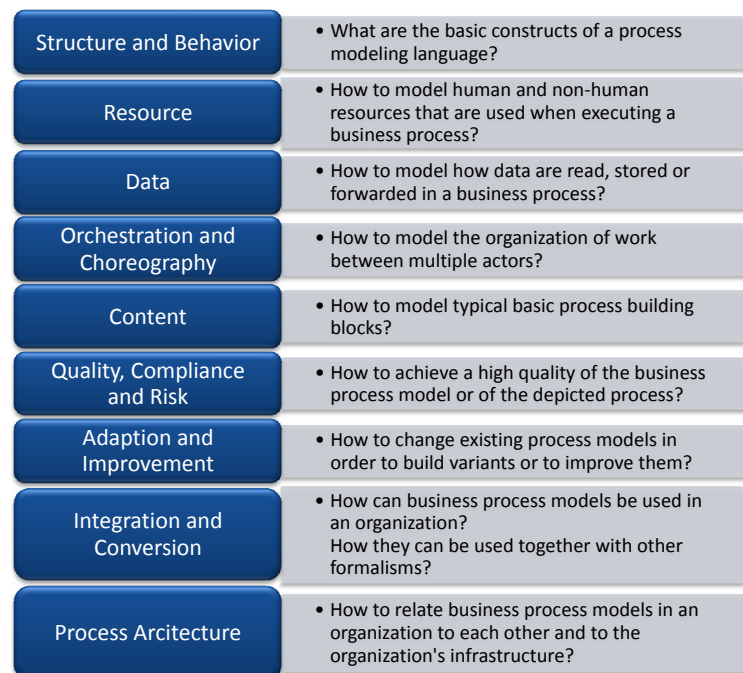 Structure and Behavior
• What are the basic constructs of a process
modeling language?
Resource
• How to model human and non-human
resources that are used when executing a
business process?
Data
• How to model how data are read, stored or
forwarded in a business process?
Orchestration and
Choreography
• How to model the organization of work
between multiple actors?
Content
• How to model typical basic process building
blocks?
Quality, Compliance
and Risk
• How to achieve a high quality of the business
process model or of the depicted process?
Adaption and
Improvement
• How to change existing process models in
order to build variants or to improve them?
Integration and
Conversion
• How can business process models be used in
an organization?
How they can be used together with other
formalisms?
Process Arcitecture
• How to relate business process models in an
organization to each other and to the
organization's infrastructure?